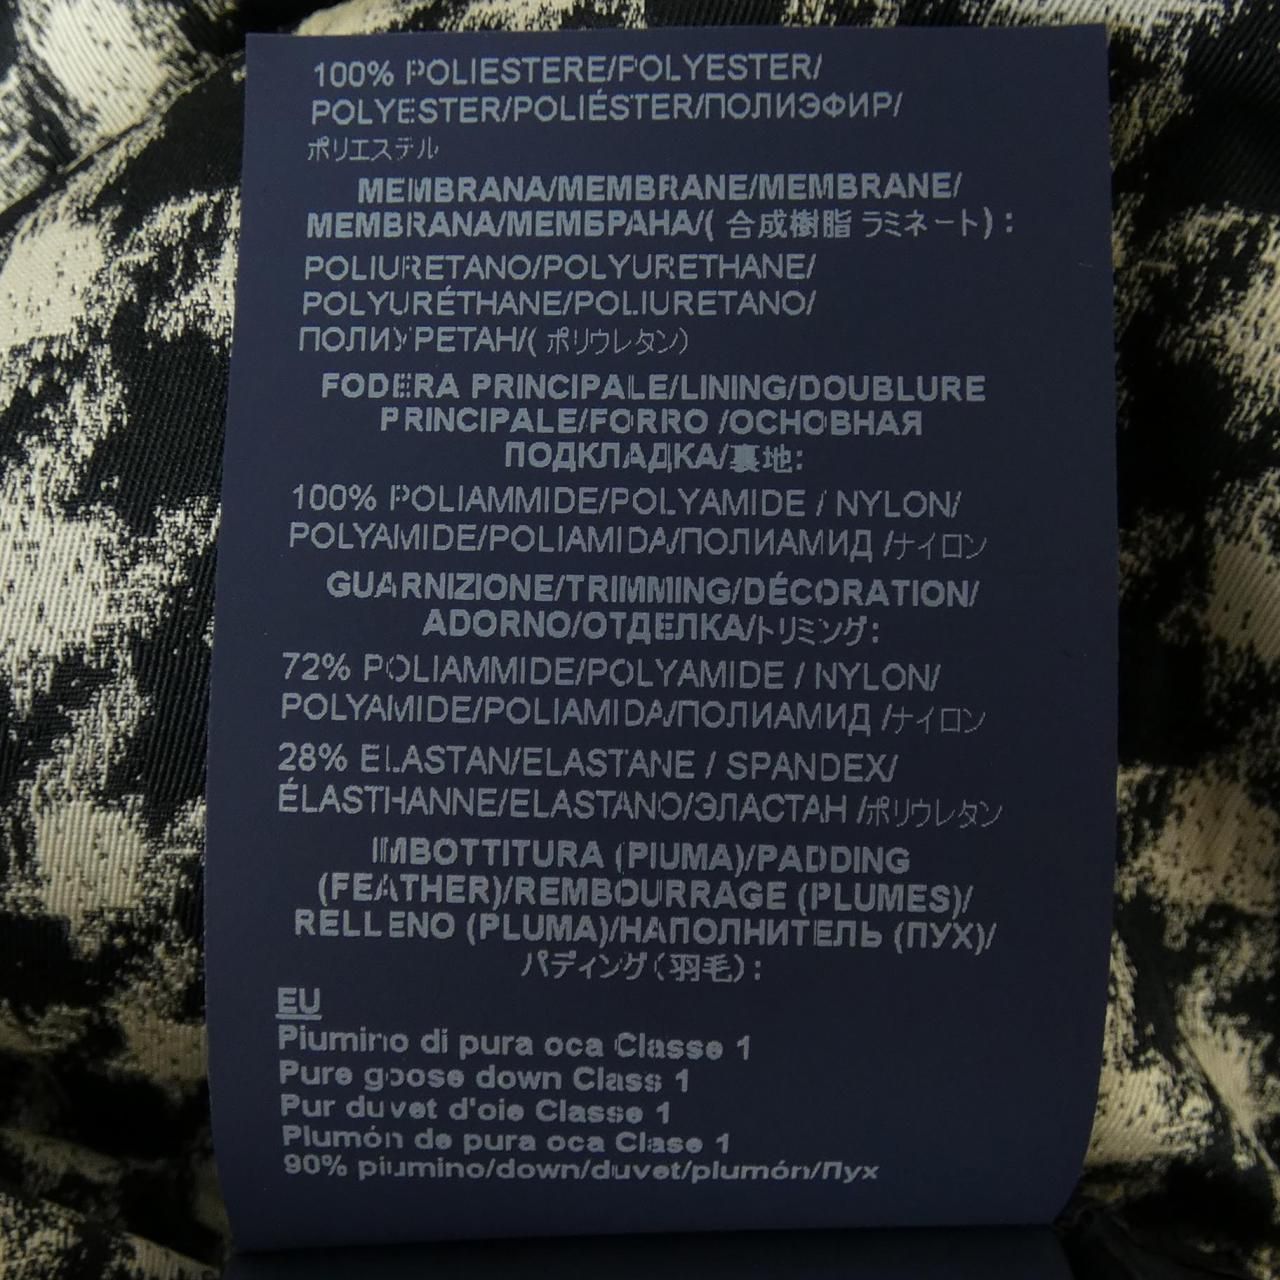 100% POLIESTERE/POLYESTER/
POLYESTER/POLIÉSTER/ПОЛИЭФИР/
ポリエステル
MEMBRANA/MEMBRANE/MEMBRANE/
MEMBRANA/МЕМБРАНА/( 合成樹脂 ラミネート) :
POLIURETANO/POLYURETHANE/
POLYURÉTHANE/POLIURETANO/
ПОЛИУРЕТАН/( ポリウレタン)
FODERA PRINCIPALE/LINING/DOUBLURE
PRINCIPALE/FORRO /ОСНОВНАЯ
ПОДКЛАДКА/裏地:
100% POLIAMMIDE/POLYAMIDE / NYLON/
POLYAMIDE/POLIAMIDA/ПОЛИАМИД /ナイロン
GUARNIZIONE/TRIMMING/DÉCORATION/
ADORNO/ОТДЕЛКА/トリミング:
72% POLIAMMIDE/POLYAMIDE / NYLON/
POLYAMIDE/POLIAMIDA/ПОЛИАМИД /ナイロン
28% ELASTAN/ELASTANE / SPANDEX/
ÉLASTHANNE/ELASTANO/ЭЛАСТАН /ポリウレタン
IMBOTTITURA (PIUMA)/PADDING
(FEATHER)/REMBOURRAGE (PLUMES)/
RELLENO (PLUMA)/НАПОЛНИТЕЛЬ (ПУХ)/
パディング(羽毛) :
EU
Piumino di pura oca Classe 1
Pure goose down Class 1
Pur duvet d'oie Classe 1
Plumón de pura oca Clase 1
90% piumino/down/duvet/plumón/Пух